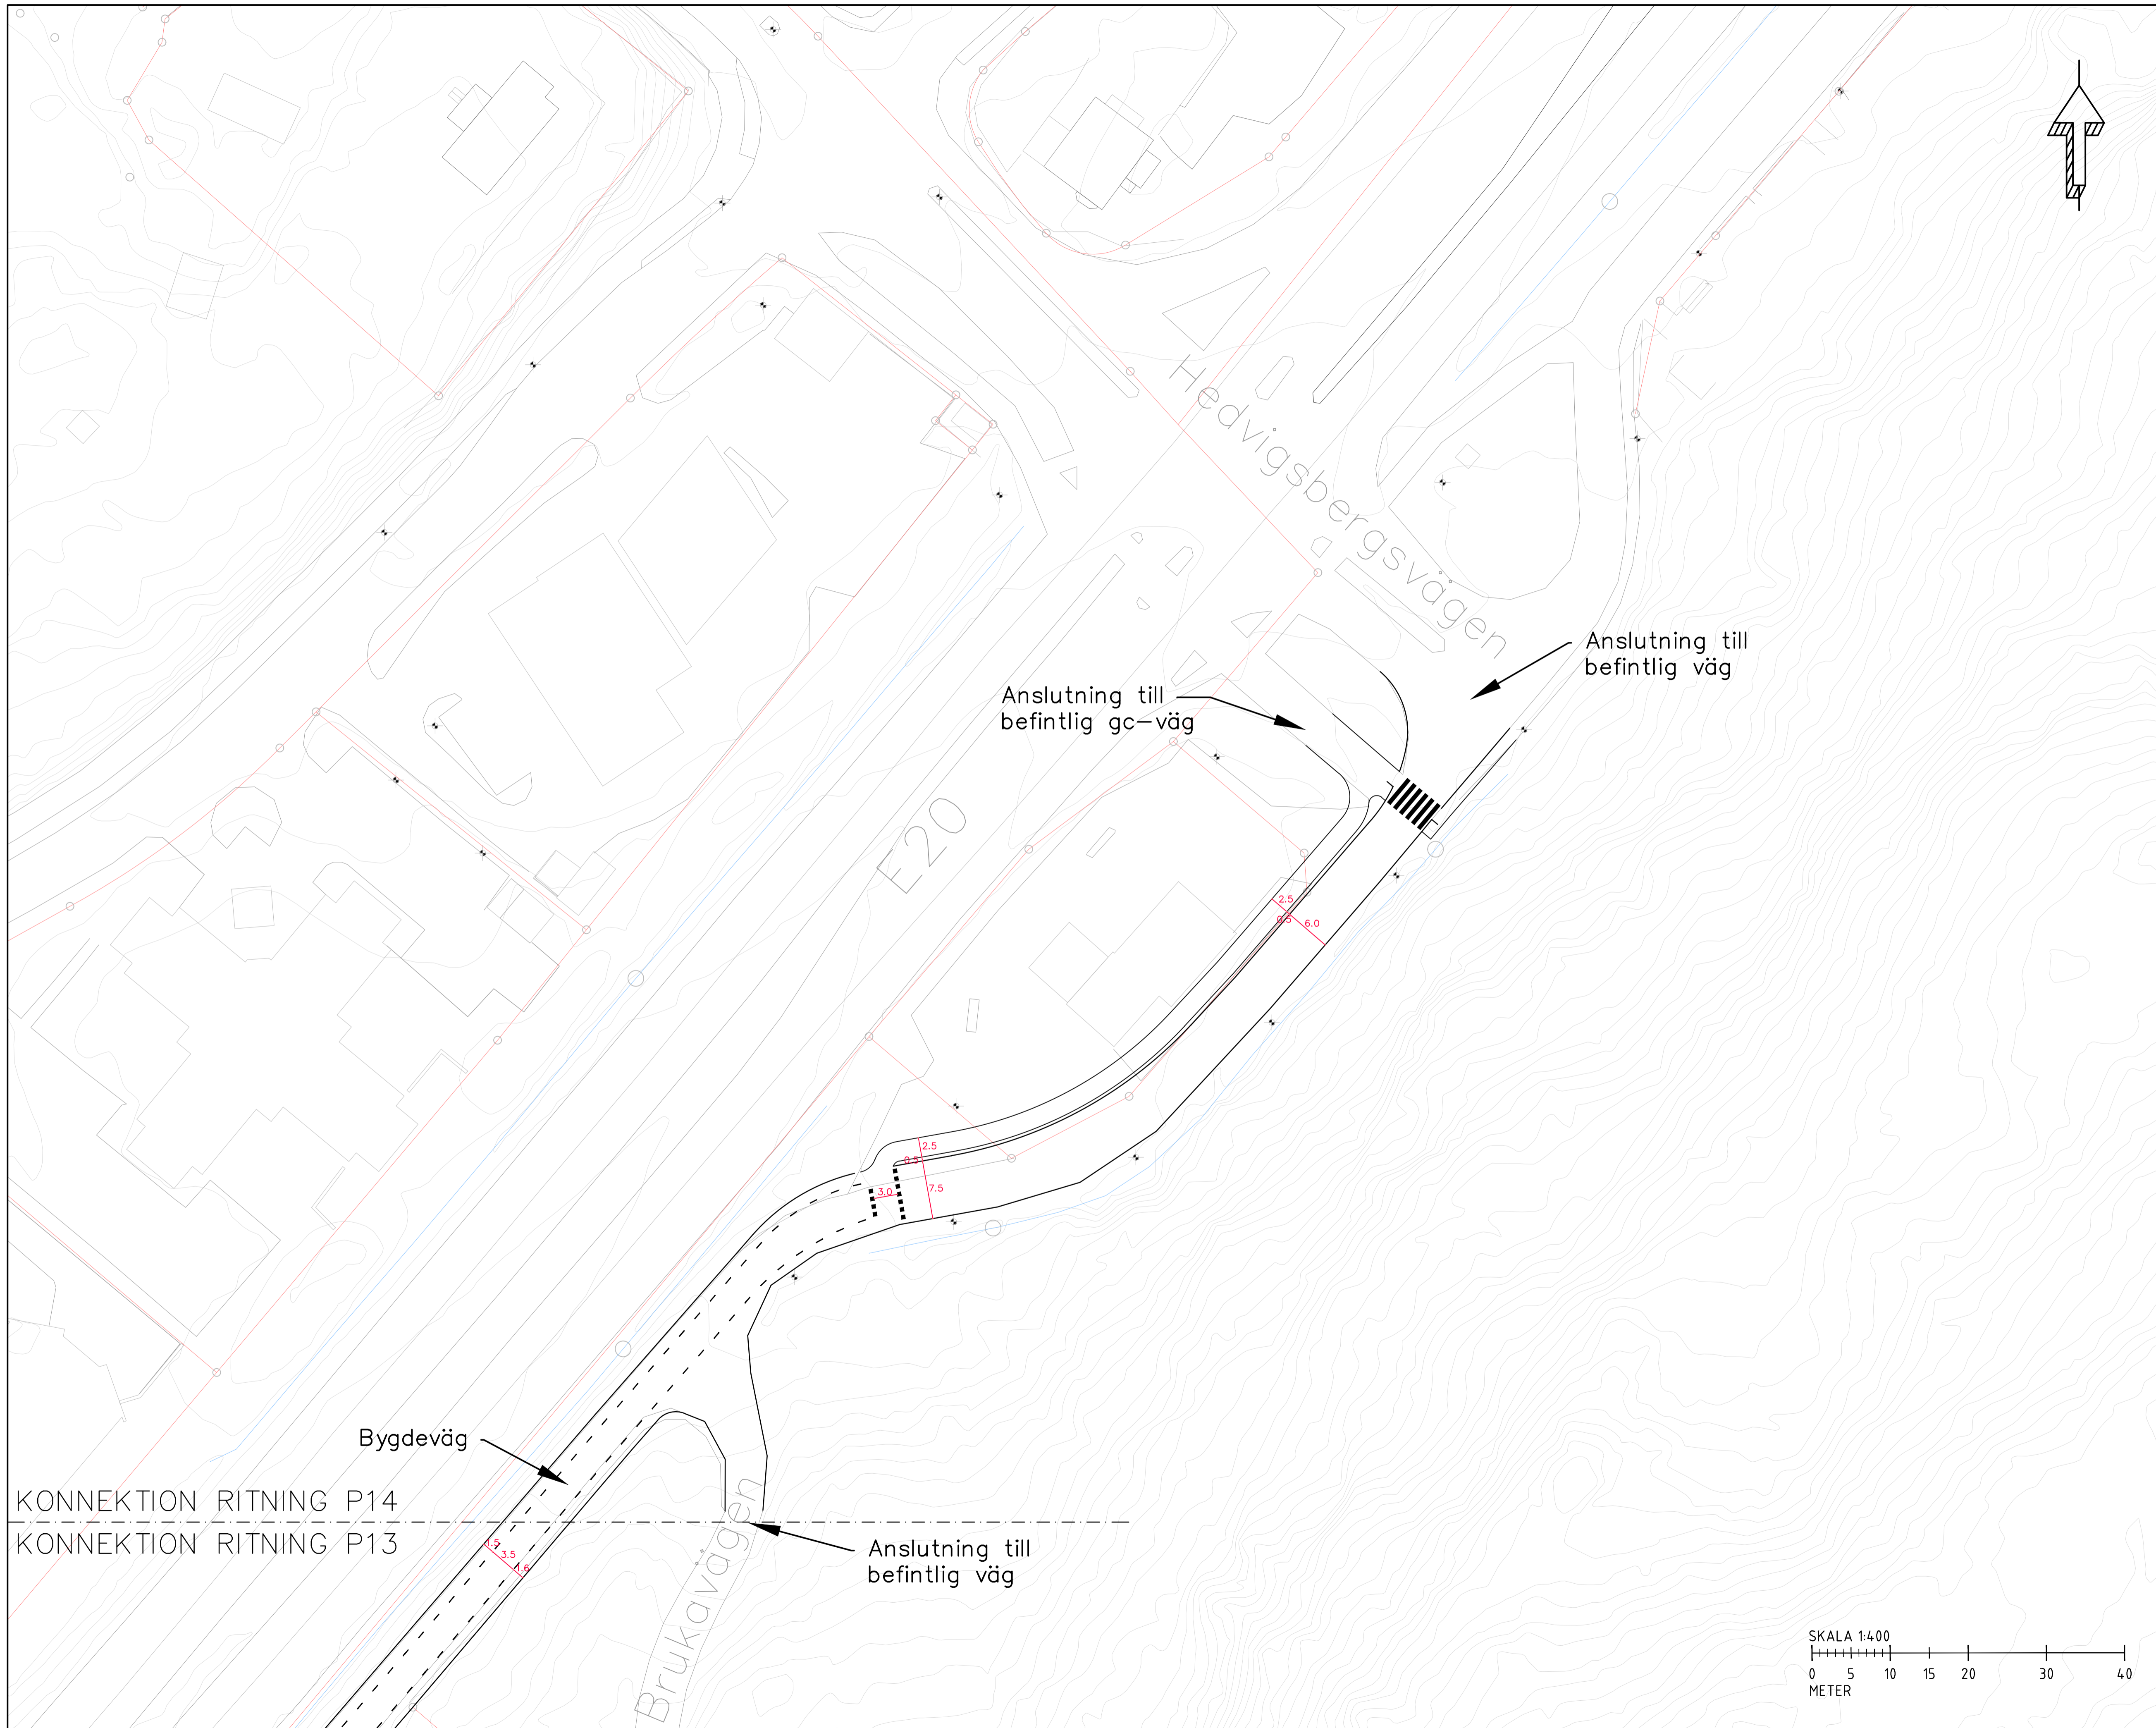 Hedvigsbergsvägen
Anslutning till
befintlig väg
Anslutning till
befintlig gc-väg
E20
2.5
0.5
6.0
2.5
0.5
3.0
7.5
Bygdeväg
KONNEKTION RITNING P14
KONNEKTION RITNING P13
1.5
3.5
1.6
Anslutning till
befintlig väg
Brukavägen
SKALA 1:400
0 5 10 15 20 30 40
METER